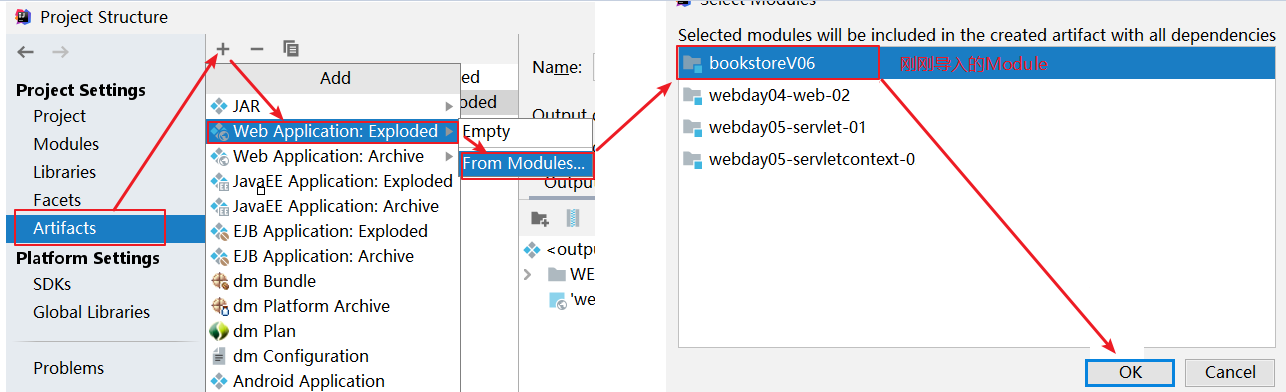 Project Structure
Project Settings
Project
Modules
Libraries
Facets
Artifacts
Platform Settings
SDKs
Global Libraries
Problems
Add
JAR
Web Application: Exploded
Web Application: Archive
JavaEE Application: Exploded
JavaEE Application: Archive
EJB Application: Exploded
EJB Application: Archive
dm Bundle
dm Platform Archive
dm Plan
dm Configuration
Android Application
Empty
From Modules...
Name:
Output
<outpu
WE
'we
Select Modules
Selected modules will be included in the created artifact with all dependencies
bookstoreV06
刚刚导入的Module
webday04-web-02
webday05-servlet-01
webday05-servletcontext-0
OK
Cancel